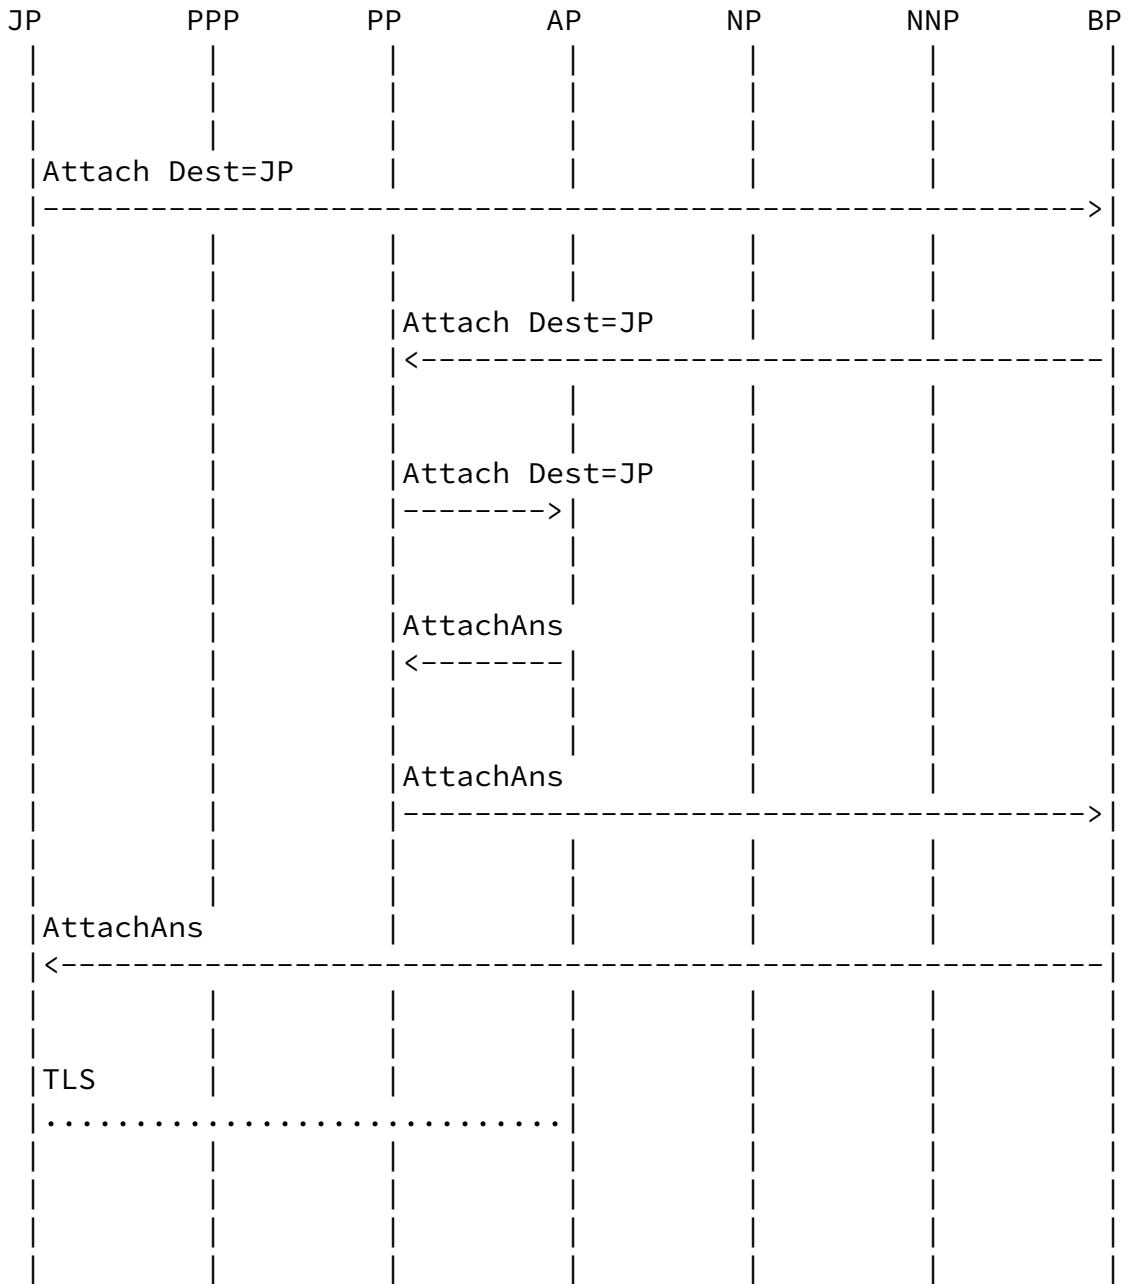 JP PPP PP AP NP NNP BP
Attach Dest=JP
Attach Dest=JP
Attach Dest=JP
AttachAns
AttachAns
AttachAns
TLS